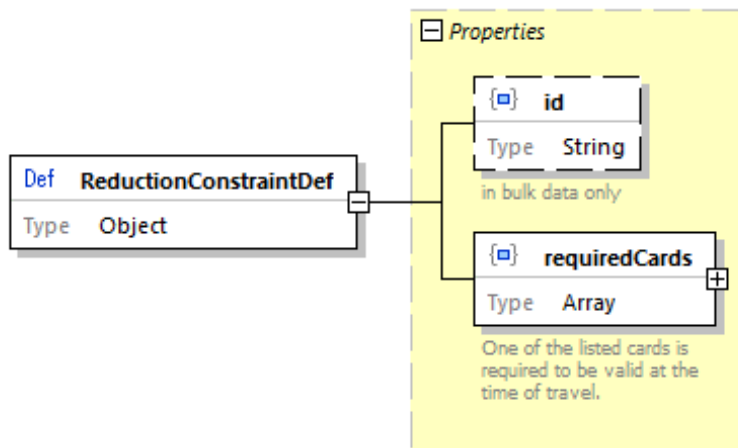 Properties
{} id
Type String
in bulk data only
Def ReductionConstraintDef
Type Object
{} requiredCards
Type Array
One of the listed cards is
required to be valid at the
time of travel.